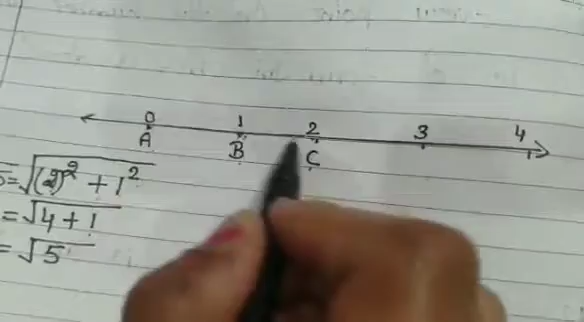 0 1 2 3 4
A B C
=√(2)² + 1²
=√4 + 1
=√5